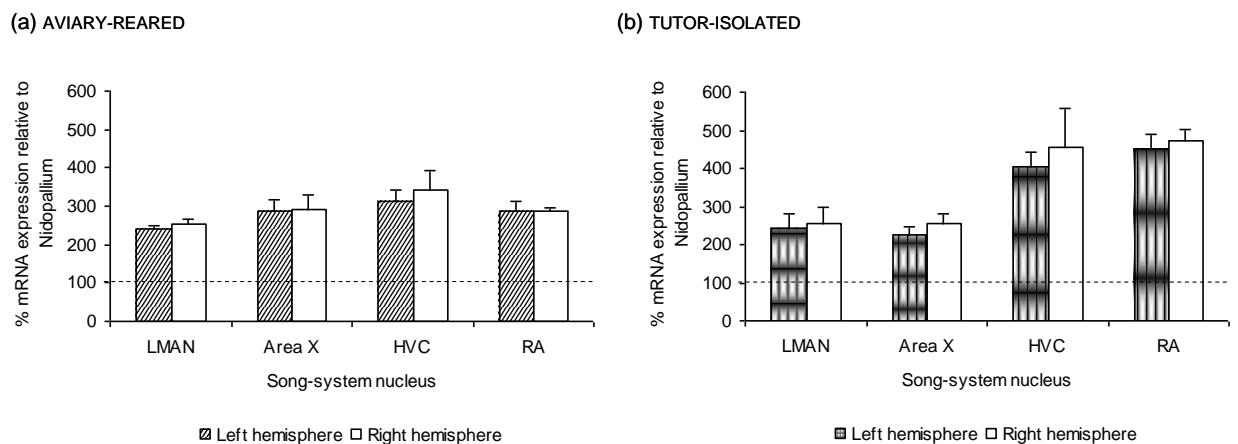 (a) AVIARY-REARED
% mRNA expression relative to
Nidopallium
600
500
400
300
200
100
0
LMAN Area X HVC RA
Song-system nucleus
Left hemisphere Right hemisphere
(b) TUTOR-ISOLATED
% mRNA expression relative to
Nidopallium
600
500
400
300
200
100
0
LMAN Area X HVC RA
Song-system nucleus
Left hemisphere Right hemisphere